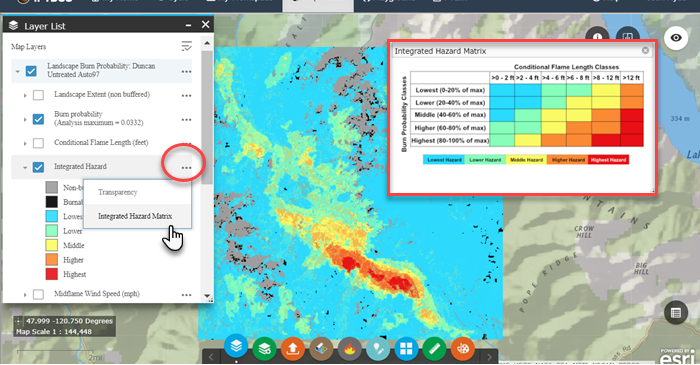 Layer List
Map Layers
Landscape Burn Probability: Duncan
Untreated Auto97
Landscape Extent (non buffered)
Burn probability
(Analysis maximum = 0.0332)
Conditional Flame Length (feet)
Integrated Hazard
Non-b
Burnab
Lowes
Lower
Middle
Higher
Highest
Transparency
Integrated Hazard Matrix
Midflame Wind Speed (mph)
47.999 -120.750 Degrees
Map Scale 1 : 144,448
2mi
Integrated Hazard Matrix
Conditional Flame Length Classes
>0 - 2 ft >2 - 4 ft >4 - 6 ft >6 - 8 ft >8 - 12 ft >12 ft
Burn Probability Classes
Lowest (0-20% of max)
Lower (20-40% of max)
Middle (40-60% of max)
Higher (60-80% of max)
Highest (80-100% of max)
Lowest Hazard Lower Hazard Middle Hazard Higher Hazard Highest Hazard
334 m
CROW
HILL
BIG
HILL
POPE RIDGE
POWERED BY
esri